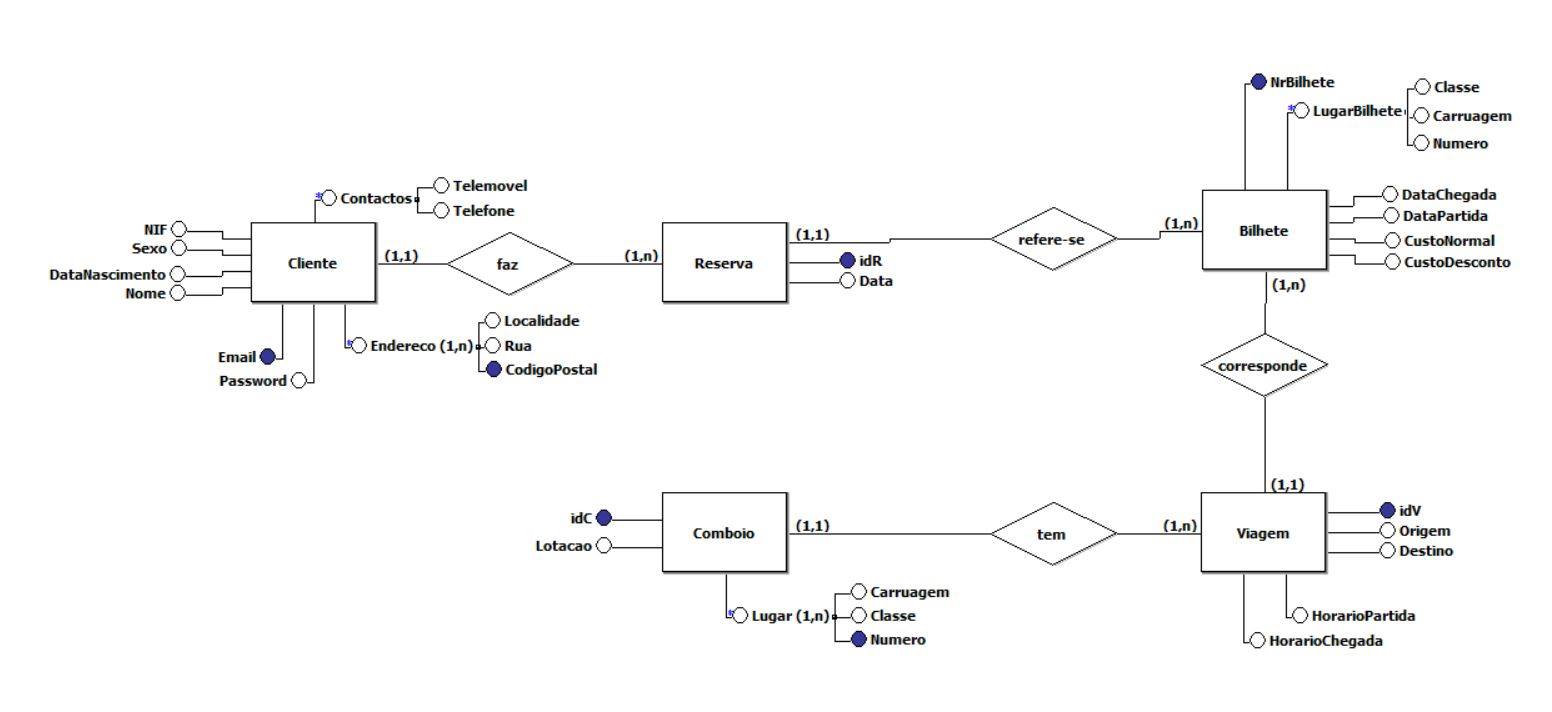 NrBilhete
Classe
LugarBilhete
Carruagem
Numero
Contactos
Telemovel
Telefone
NIF
Sexo
DataNascimento
Nome
Cliente
(1,1)
faz
(1,n)
Reserva
(1,1)
idR
Data
refere-se
(1,n)
Bilhete
DataChegada
DataPartida
CustoNormal
CustoDesconto
(1,n)
Email
Password
Endereco (1,n)
Localidade
Rua
CodigoPostal
corresponde
(1,1)
idC
Lotacao
Comboio
(1,1)
tem
(1,n)
Viagem
idV
Origem
Destino
Lugar (1,n)
Carruagem
Classe
Numero
HorarioPartida
HorarioChegada